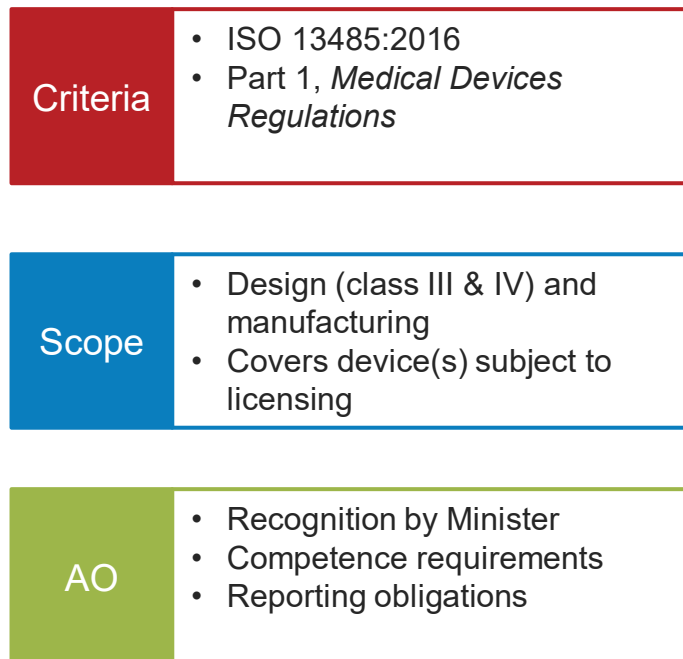 Criteria
• ISO 13485:2016
• Part 1, Medical Devices
Regulations
Scope
• Design (class III & IV) and
manufacturing
• Covers device(s) subject to
licensing
AO
• Recognition by Minister
• Competence requirements
• Reporting obligations